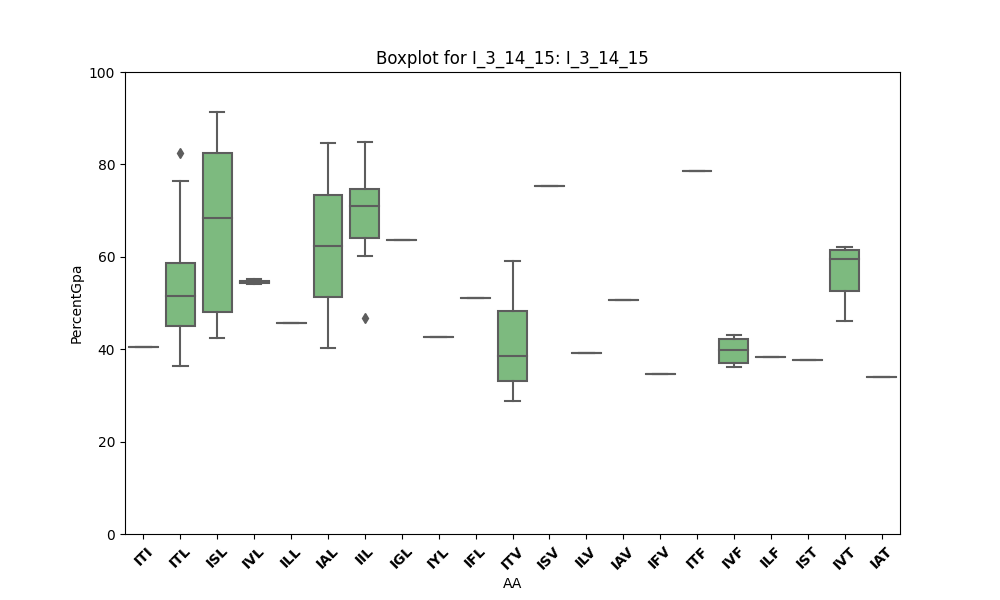 Boxplot for I_3_14_15: I_3_14_15
PercentGpa
100
80
60
40
20
0
ITI ITL ISL IVL ILL IAL IIL IGL IYL IFL ITV ISV ILV IAV IFV ITF IVF ILF IST IVT IAT
AA